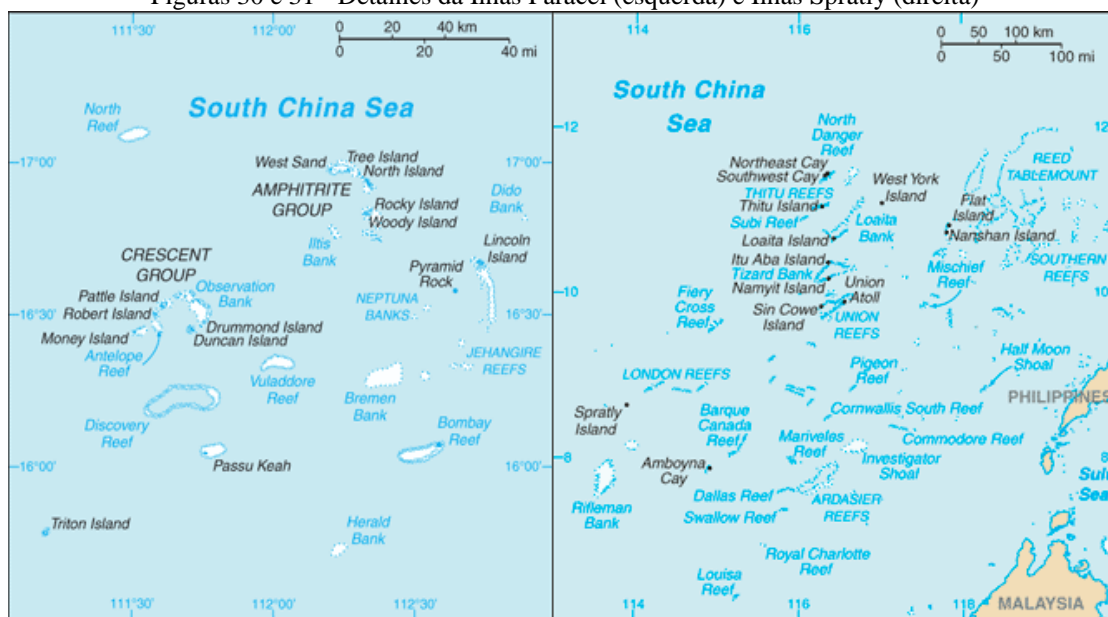 Figuras 30 e 31 - Detalhes da Ilhas Paracel (esquerda) e Ilhas Spratly (direita)
111°30'
112°00'
0 20 40 km
0 20 40 mi
South China Sea
North
Reef
17°00'
17°00'
West Sand
Tree Island
North Island
AMPHITRITE
GROUP
Rocky Island
Woody Island
Dido
Bank
Iltis
Bank
Lincoln
Island
CRESCENT
GROUP
Pyramid
Rock
Pattle Island
Observation
Bank
Robert Island
NEPTUNA
BANKS
16°30'
16°30'
Money Island
Drummond Island
Duncan Island
Antelope
Reef
JEHANGIRE
REEFS
Vuladdore
Reef
Bremen
Bank
Discovery
Reef
Bombay
Reef
Passu Keah
16°00'
16°00'
Triton Island
Herald
Bank
111°30'
112°00'
112°30'
114
116
0 50 100 km
0 50 100 mi
South China
Sea
12
12
North
Danger
Reef
Northeast Cay
Southwest Cay
REED
TABLEMOUNT
THITU REEFS
West York
Island
Thitu Island
Flat
Island
Subi Reef
Loaita
Bank
Nanshan Island
Loaita Island
SOUTHERN
REEFS
Itu Aba Island
Tizard Bank
Mischief
Reef
Namyit Island
Union
Atoll
10
10
Fiery
Cross
Reef
Sin Cowe
Island
UNION
REEFS
Half Moon
Shoal
Pigeon
Reef
LONDON REEFS
PHILIPPINES
Spratly
Island
Barque
Canada
Reef
Cornwallis South Reef
Mariveles
Reef
Commodore Reef
Investigator
Shoal
8
8
Amboyna
Cay
Sulu
Sea
Rifleman
Bank
Dallas Reef
ARDASIER
REEFS
Swallow Reef
Royal Charlotte
Reef
Louisa
Reef
MALAYSIA
114
116
118